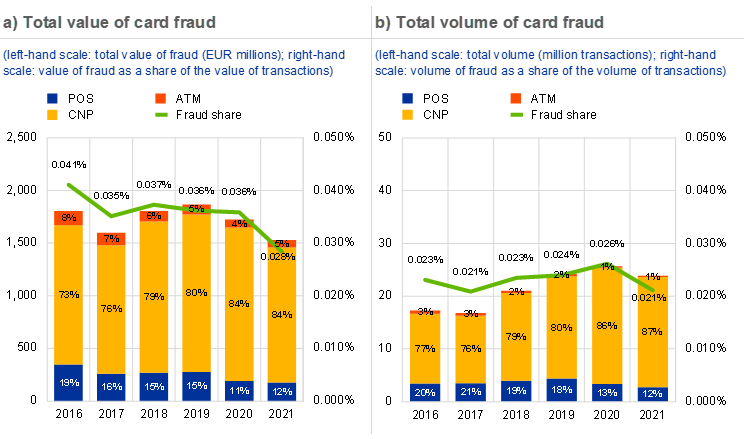 a) Total value of card fraud
(left-hand scale: total value of fraud (EUR millions); right-hand
scale: value of fraud as a share of the value of transactions)
POS ATM
CNP Fraud share
2,500 0.050%
2,000 0.040%
1,500 0.030%
1,000 0.020%
500 0.010%
0 0.000%
0.041% 0.035% 0.037% 0.036% 0.036% 0.028%
8% 7% 6% 5% 4% 5%
73% 76% 79% 80% 84% 84%
19% 16% 15% 15% 11% 12%
2016 2017 2018 2019 2020 2021
b) Total volume of card fraud
(left-hand scale: total volume (million transactions); right-hand
scale: volume of fraud as a share of the volume of transactions)
POS ATM
CNP Fraud share
50 0.050%
40 0.040%
30 0.030%
20 0.020%
10 0.010%
0 0.000%
0.023% 0.021% 0.023% 0.024% 0.026% 0.021%
3% 3% 2% 2% 1% 1%
77% 76% 79% 80% 86% 87%
20% 21% 19% 18% 13% 12%
2016 2017 2018 2019 2020 2021